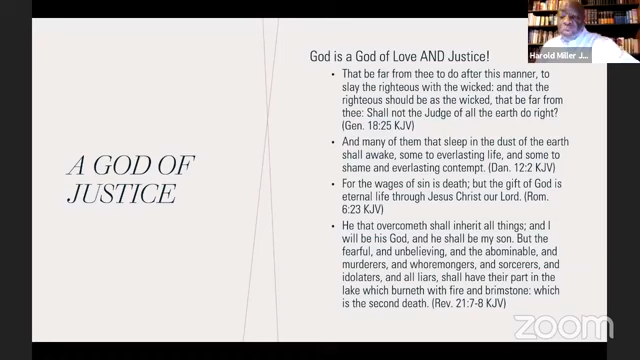 God is a God of Love AND Justice!
• That be far from thee to do after this manner, to
slay the righteous with the wicked: and that the
righteous should be as the wicked, that be far from
thee: Shall not the Judge of all the earth do right?
(Gen. 18:25 KJV)
• And many of them that sleep in the dust of the earth
shall awake, some to everlasting life, and some to
shame and everlasting contempt. (Dan. 12:2 KJV)
• For the wages of sin is death; but the gift of God is
eternal life through Jesus Christ our Lord. (Rom.
6:23 KJV)
• He that overcometh shall inherit all things; and I
will be his God, and he shall be my son. But the
fearful, and unbelieving, and the abominable, and
murderers, and whoremongers, and sorcerers, and
idolaters, and all liars, shall have their part in the
lake which burneth with fire and brimstone: which
is the second death. (Rev. 21:7-8 KJV)
A GOD OF
JUSTICE
Harold Miller J...
zoom